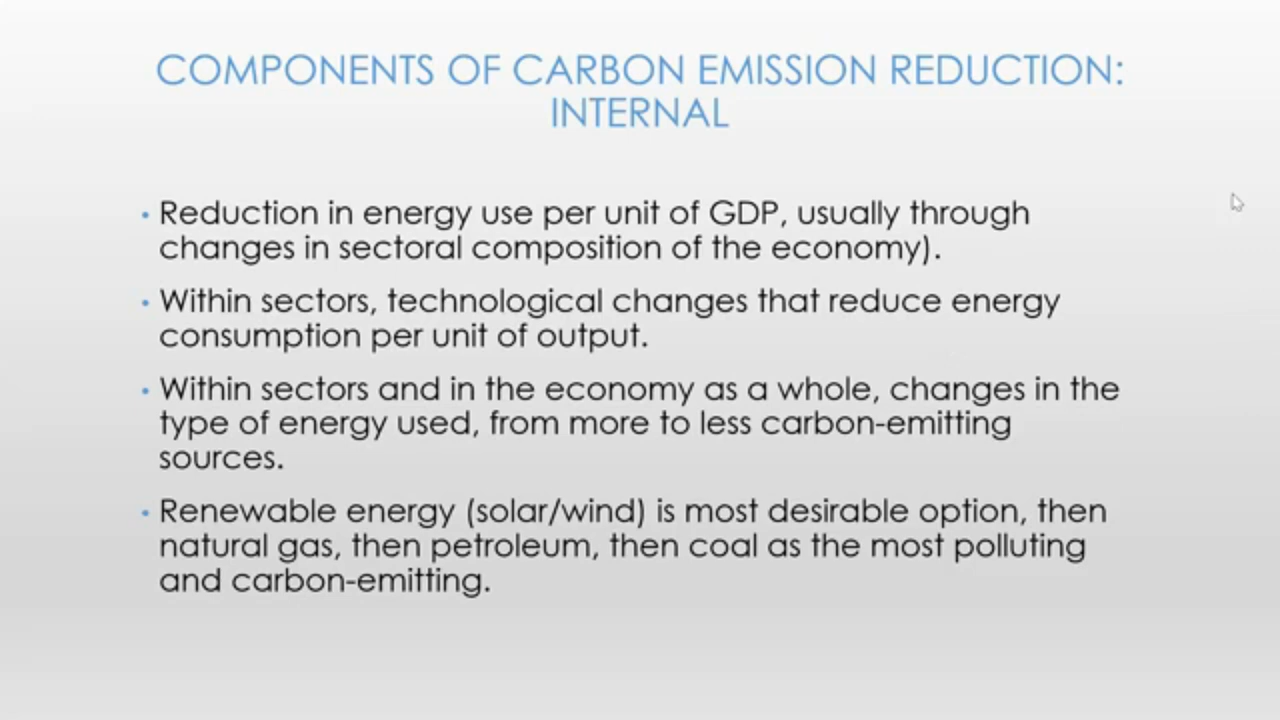 COMPONENTS OF CARBON EMISSION REDUCTION:
INTERNAL
• Reduction in energy use per unit of GDP, usually through
changes in sectoral composition of the economy).
• Within sectors, technological changes that reduce energy
consumption per unit of output.
• Within sectors and in the economy as a whole, changes in the
type of energy used, from more to less carbon-emitting
sources.
• Renewable energy (solar/wind) is most desirable option, then
natural gas, then petroleum, then coal as the most polluting
and carbon-emitting.